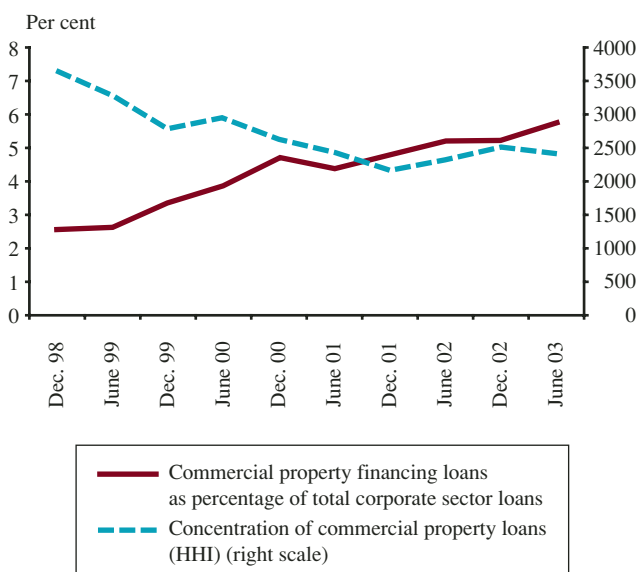 Per cent
8
7
6
5
4
3
2
1
0
4000
3500
3000
2500
2000
1500
1000
500
0
Dec. 98
June 99
Dec. 99
June 00
Dec. 00
June 01
Dec. 01
June 02
Dec. 02
June 03
Commercial property financing loans
as percentage of total corporate sector loans
Concentration of commercial property loans
(HHI) (right scale)